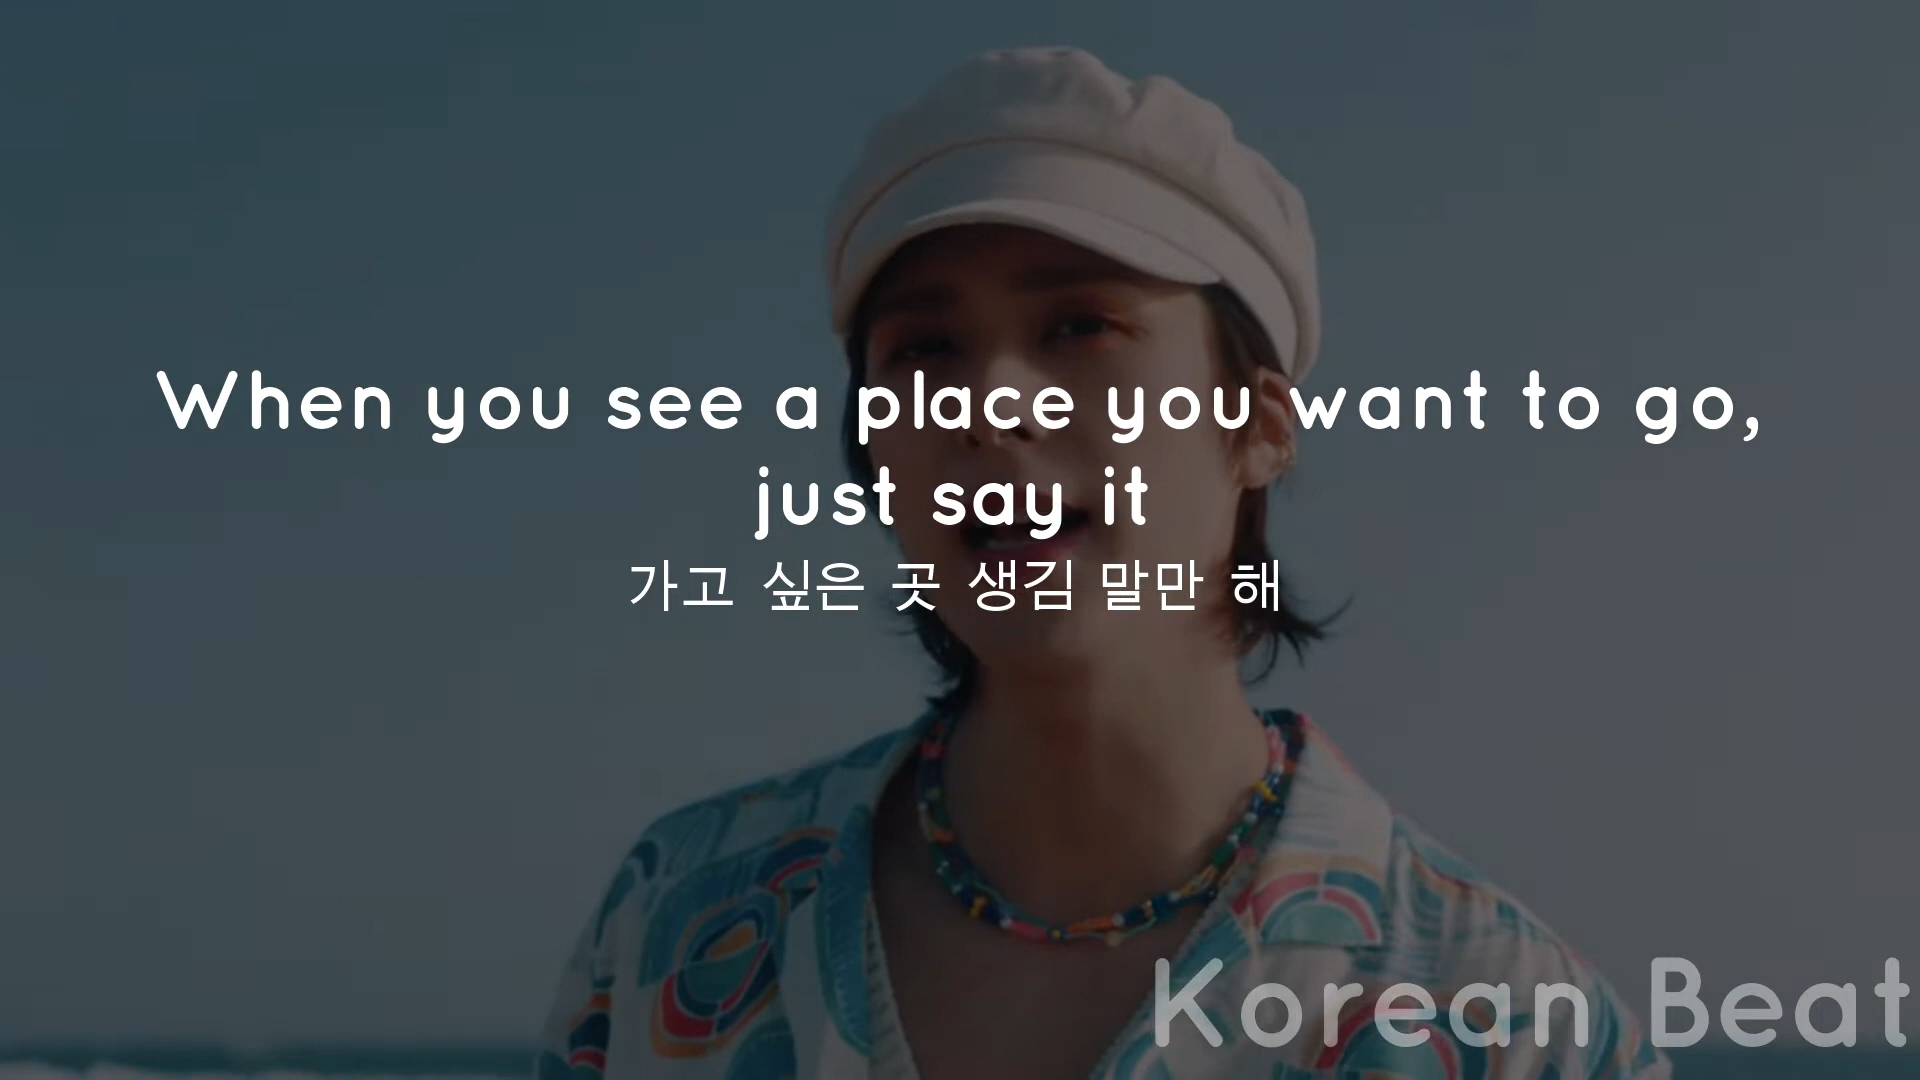 When you see a place you want to go,
just say it
가고 싶은 곳 생김 말만 해
Korean Beat